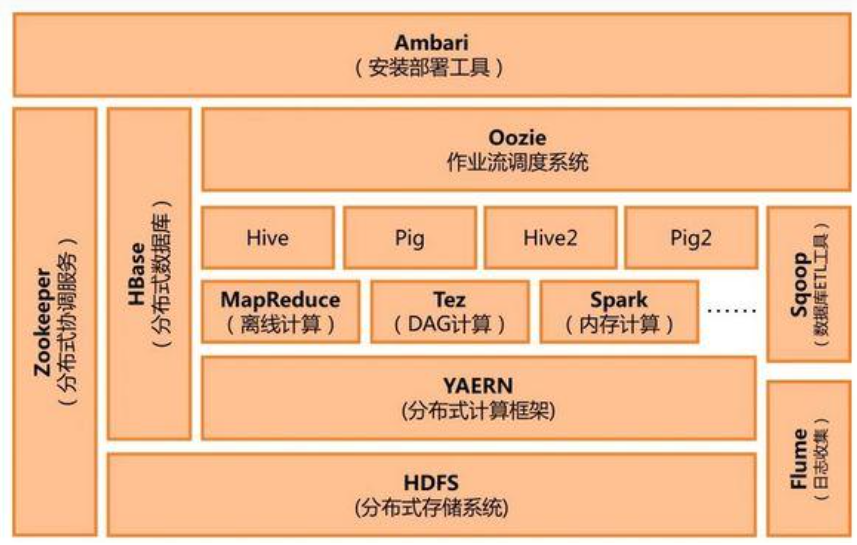 Ambari
（安装部署工具）
Zookeeper
（分布式协调服务）
HBase
（分布式数据库）
Oozie
作业流调度系统
Hive
Pig
Hive2
Pig2
Sqoop
（数据库ETL工具）
MapReduce
（离线计算）
Tez
（DAG计算）
Spark
（内存计算）
······
YAERN
(分布式计算框架)
Flume
（日志收集）
HDFS
(分布式存储系统)